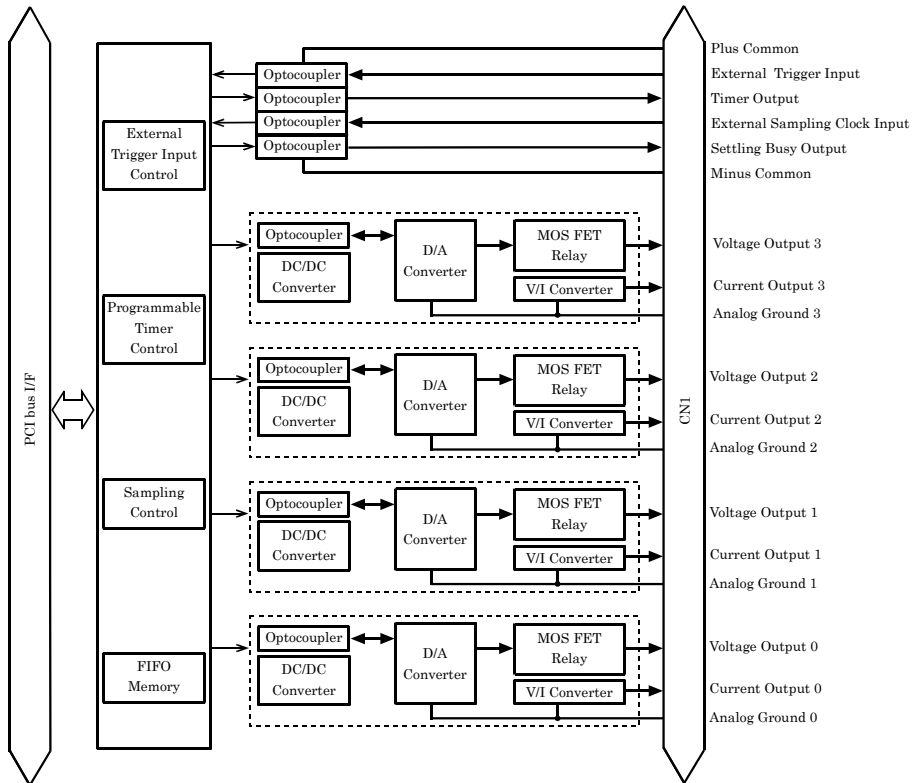 Plus Common
Optocoupler
External Trigger Input
Optocoupler
Timer Output
Optocoupler
External Sampling Clock Input
Optocoupler
Settling Busy Output
Minus Common
External
Trigger Input
Control
Programmable
Timer
Control
Sampling
Control
FIFO
Memory
PCI bus I/F
CN1
Optocoupler
DC/DC
Converter
D/A
Converter
MOS FET
Relay
V/I Converter
Voltage Output 3
Current Output 3
Analog Ground 3
Optocoupler
DC/DC
Converter
D/A
Converter
MOS FET
Relay
V/I Converter
Voltage Output 2
Current Output 2
Analog Ground 2
Optocoupler
DC/DC
Converter
D/A
Converter
MOS FET
Relay
V/I Converter
Voltage Output 1
Current Output 1
Analog Ground 1
Optocoupler
DC/DC
Converter
D/A
Converter
MOS FET
Relay
V/I Converter
Voltage Output 0
Current Output 0
Analog Ground 0